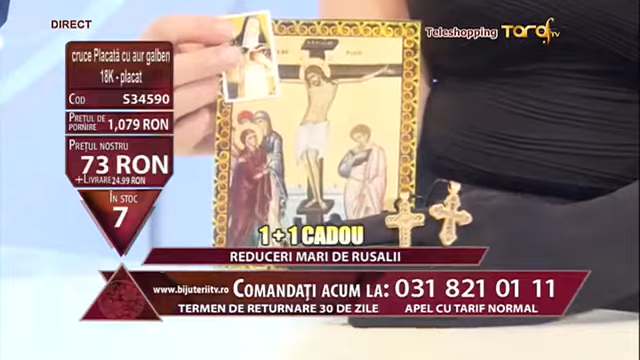 DIRECT
Teleshopping Taraf TV
cruce Placată cu aur galben
18K - placat
COD S34590
PREȚUL DE
PORNIRE 1,079 RON
PREȚUL NOSTRU
73 RON
+LIVRARE 24.99 RON
ÎN STOC
7
1 + 1 CADOU
REDUCERI MARI DE RUSALII
www.bijuteriitv.ro COMANDAȚI ACUM LA: 031 821 01 11
TERMEN DE RETURNARE 30 DE ZILE APEL CU TARIF NORMAL